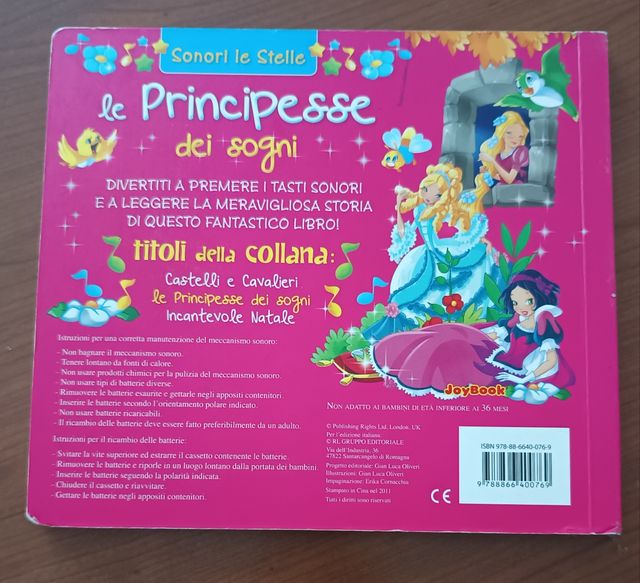 Sonori le Stelle
le Principesse
dei sogni
DIVERTITI A PREMERE I TASTI SONORI
E A LEGGERE LA MERAVIGLIOSA STORIA
DI QUESTO FANTASTICO LIBRO!
titoli della collana:
Castelli e Cavalieri
le Principesse dei sogni
Incantevole Natale
Istruzioni per una corretta manutenzione del meccanismo sonoro:
- Non bagnare il meccanismo sonoro.
- Tenere lontano da fonti di calore.
- Non usare prodotti chimici per la pulizia del meccanismo sonoro.
- Non usare tipi di batterie diverse.
- Rimuovere le batterie esaurite e gettarle negli appositi contenitori.
- Inserire le batterie secondo l'orientamento polare indicato.
- Non usare batterie ricaricabili.
- Il ricambio delle batterie deve essere fatto preferibilmente da un adulto.
Istruzioni per il ricambio delle batterie:
- Svitare la vite superiore ed estrarre il cassetto contenente le batterie.
- Rimuovere le batterie e riporle in un luogo lontano dalla portata dei bambini.
- Inserire le batterie seguendo la polarità indicata.
- Chiudere il cassetto e riavvitare.
- Gettare le batterie negli appositi contenitori.
JoyBook
NON ADATTO AI BAMBINI DI ETÀ INFERIORE AI 36 MESI
© Publishing Rights Ltd, London. UK
Per l'edizione italiana:
© RL GRUPPO EDITORIALE
Via dell'Industria, 36
47822 Santarcangelo di Romagna
Progetto editoriale: Gian Luca Oliveri
Illustrazioni: Gian Luca Oliveri
Impaginazione: Erika Cornacchia
Stampato in Cina nel 2011
Tutti i diritti sono riservati
CE
ISBN 978-88-6640-076-9
9 788866 400769